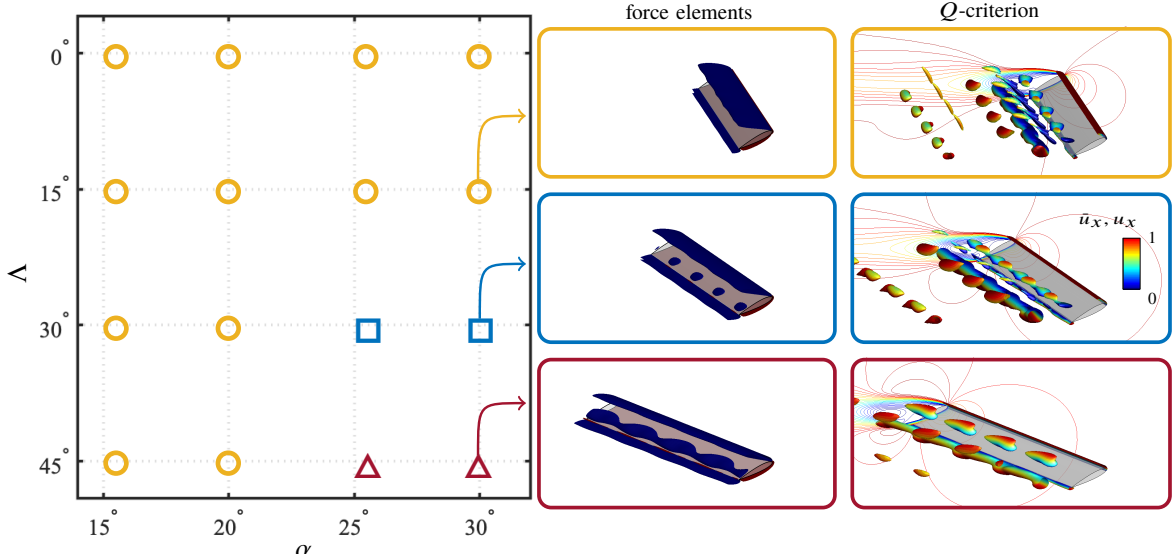 force elements
Q-criterion
0°
15°
30°
45°
Λ
15°
20°
25°
30°
α
ū_X, u_X
1
0